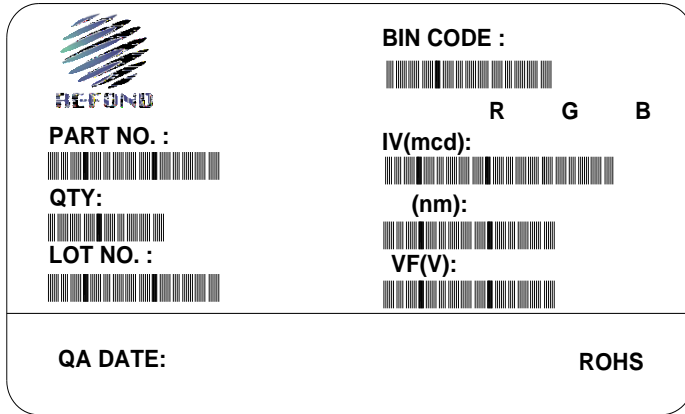 REFOND
PART NO. :
QTY:
LOT NO. :
BIN CODE :
R G B
IV(mcd):
(nm):
VF(V):
QA DATE:
ROHS